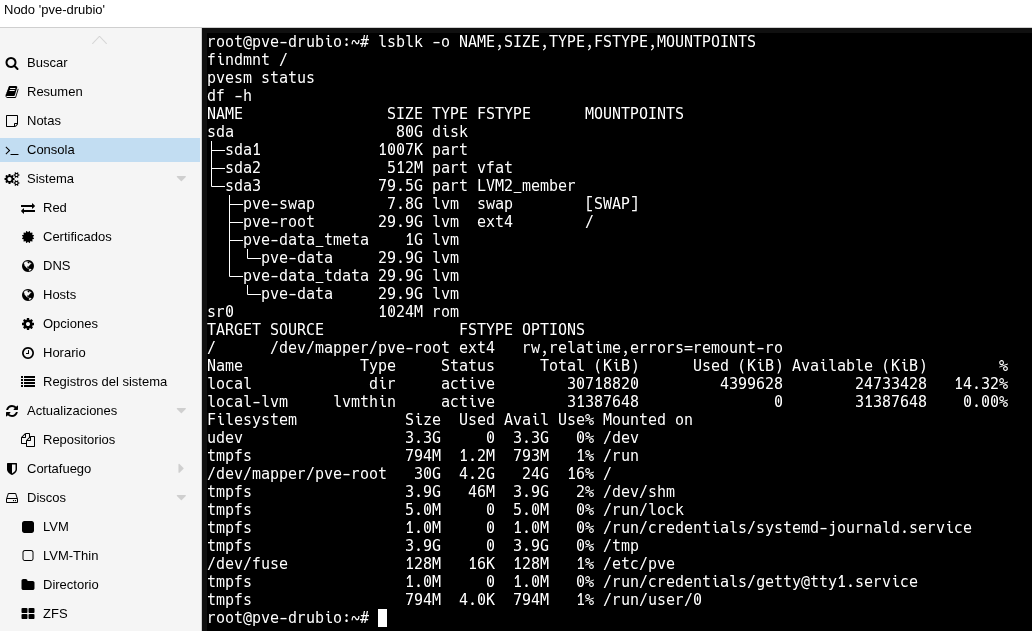 Nodo 'pve-drubio'
Buscar
Resumen
Notas
Consola
Sistema
Red
Certificados
DNS
Hosts
Opciones
Horario
Registros del sistema
Actualizaciones
Repositorios
Cortafuego
Discos
LVM
LVM-Thin
Directorio
ZFS
root@pve-drubio:~# lsblk -o NAME,SIZE,TYPE,FSTYPE,MOUNTPOINTS
findmnt /
pvesm status
df -h
NAME                SIZE TYPE FSTYPE      MOUNTPOINTS
sda                  80G disk
├─sda1             1007K part
├─sda2              512M part vfat
└─sda3             79.5G part LVM2_member
  ├─pve-swap        7.8G lvm  swap        [SWAP]
  ├─pve-root       29.9G lvm  ext4        /
  ├─pve-data_tmeta    1G lvm
  │ └─pve-data     29.9G lvm
  └─pve-data_tdata 29.9G lvm
    └─pve-data     29.9G lvm
sr0                1024M rom
TARGET SOURCE               FSTYPE OPTIONS
/      /dev/mapper/pve-root ext4   rw,relatime,errors=remount-ro
Name             Type     Status     Total (KiB)      Used (KiB) Available (KiB)        %
local             dir     active        30718820         4399628        24733428   14.32%
local-lvm     lvmthin     active        31387648               0        31387648    0.00%
Filesystem            Size  Used Avail Use% Mounted on
udev                  3.3G     0  3.3G   0% /dev
tmpfs                 794M  1.2M  793M   1% /run
/dev/mapper/pve-root   30G  4.2G   24G  16% /
tmpfs                 3.9G   46M  3.9G   2% /dev/shm
tmpfs                 5.0M     0  5.0M   0% /run/lock
tmpfs                 1.0M     0  1.0M   0% /run/credentials/systemd-journald.service
tmpfs                 3.9G     0  3.9G   0% /tmp
/dev/fuse             128M   16K  128M   1% /etc/pve
tmpfs                 1.0M     0  1.0M   0% /run/credentials/getty@tty1.service
tmpfs                 794M  4.0K  794M   1% /run/user/0
root@pve-drubio:~#